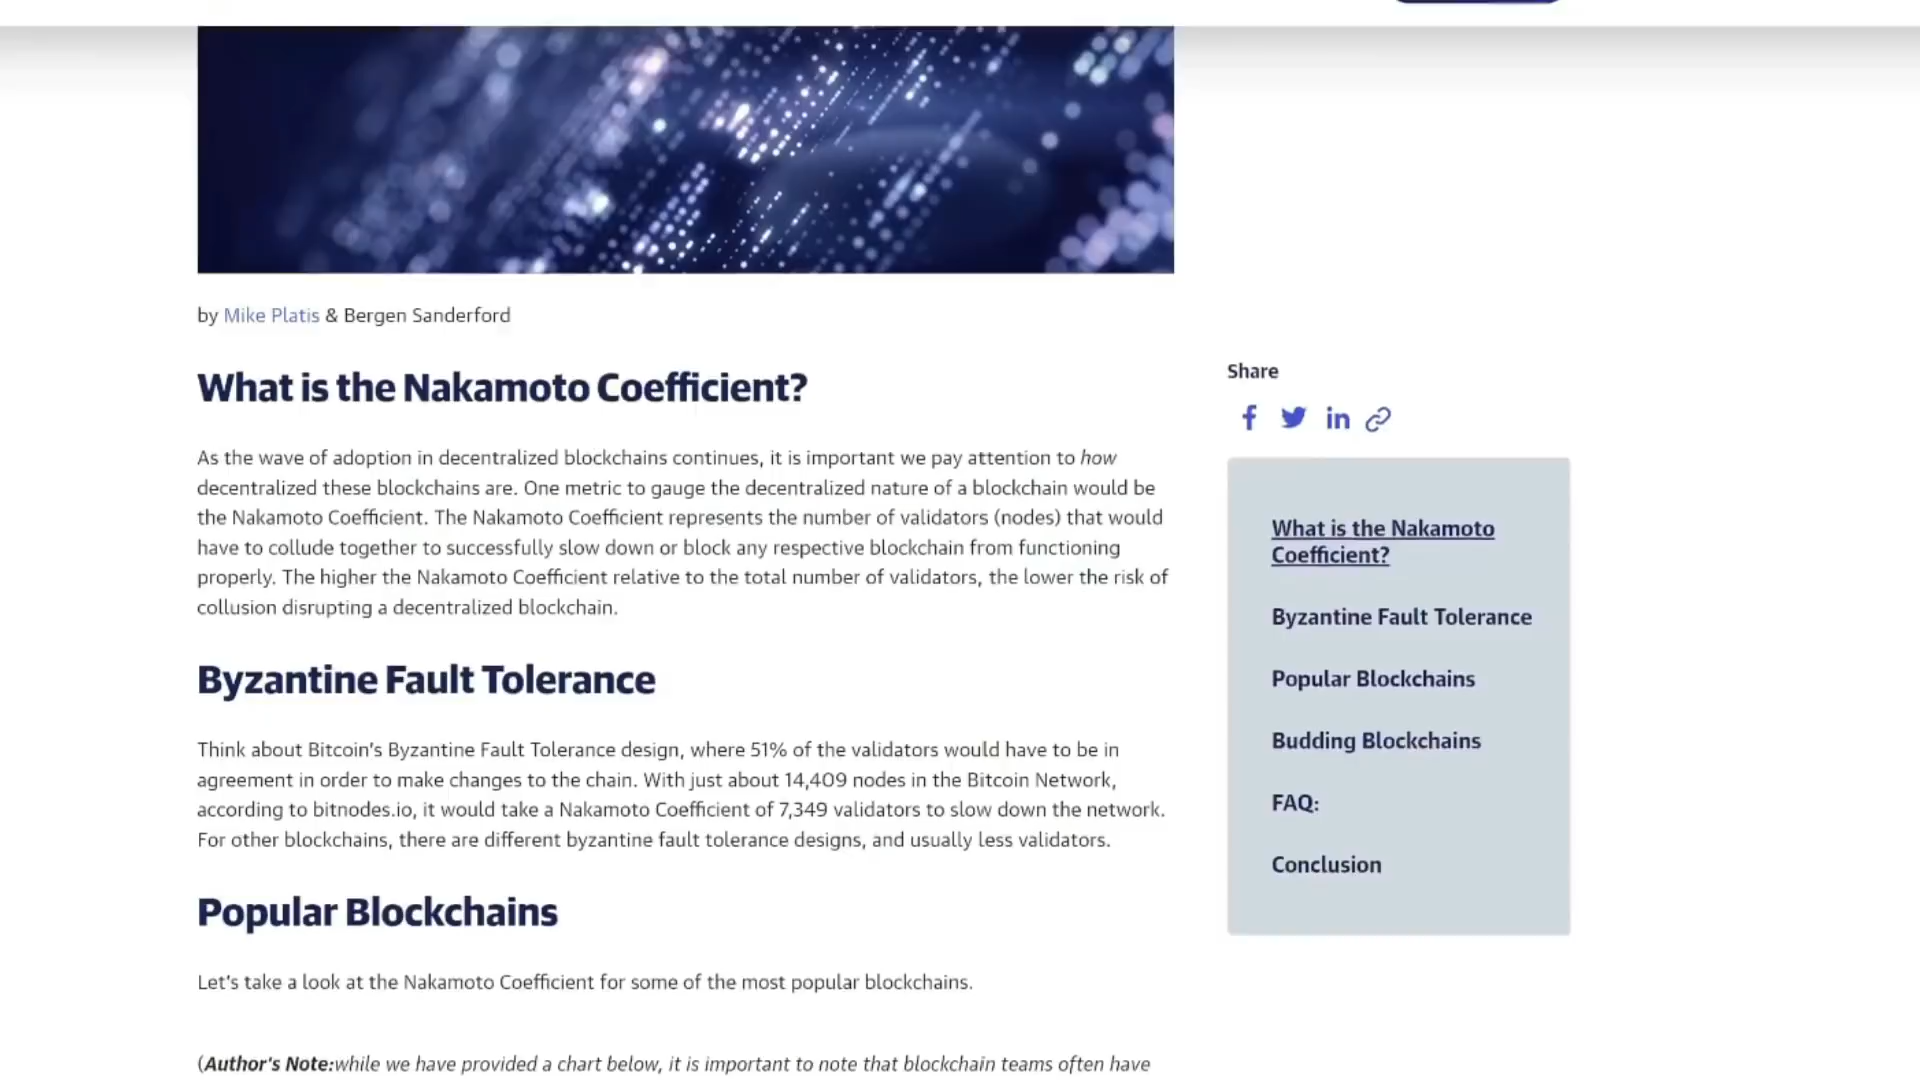 by Mike Platis & Bergen Sanderford
What is the Nakamoto Coefficient?
As the wave of adoption in decentralized blockchains continues, it is important we pay attention to how
decentralized these blockchains are. One metric to gauge the decentralized nature of a blockchain would be
the Nakamoto Coefficient. The Nakamoto Coefficient represents the number of validators (nodes) that would
have to collude together to successfully slow down or block any respective blockchain from functioning
properly. The higher the Nakamoto Coefficient relative to the total number of validators, the lower the risk of
collusion disrupting a decentralized blockchain.
Byzantine Fault Tolerance
Think about Bitcoin's Byzantine Fault Tolerance design, where 51% of the validators would have to be in
agreement in order to make changes to the chain. With just about 14,409 nodes in the Bitcoin Network,
according to bitnodes.io, it would take a Nakamoto Coefficient of 7,349 validators to slow down the network.
For other blockchains, there are different byzantine fault tolerance designs, and usually less validators.
Popular Blockchains
Let's take a look at the Nakamoto Coefficient for some of the most popular blockchains.
(Author's Note:while we have provided a chart below, it is important to note that blockchain teams often have
Share
What is the Nakamoto
Coefficient?
Byzantine Fault Tolerance
Popular Blockchains
Budding Blockchains
FAQ:
Conclusion